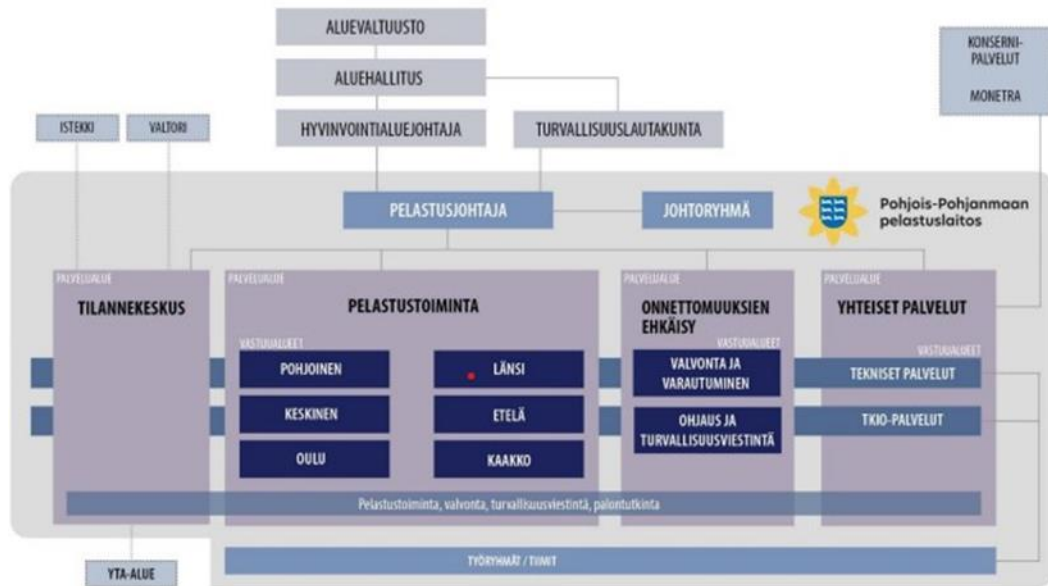 ALUEVALTUUSTO
ALUEHALLITUS
HYVINVOINTIALUEJOHTAJA
TURVALLISUUSLAUTAKUNTA
KONSERNI-
PALVELUT
MONETRA
ISTEKKI
VALTORI
PELASTUSJOHTAJA
JOHTORYHMÄ
Pohjois-Pohjanmaan
pelastuslaitos
PALVELUALUE
TILANNEKESKUS
PALVELUALUE
PELASTUSTOIMINTA
VASTUUALUEET
POHJOINEN
LÄNSI
KESKINEN
ETELÄ
OULU
KAAKKO
PALVELUALUE
ONNETTOMUUKSIEN
EHKÄISY
VASTUUALUEET
VALVONTA JA
VARAUTUMINEN
OHJAUS JA
TURVALLISUUSVIESTINTÄ
PALVELUALUE
YHTEISET PALVELUT
VASTUUALUEET
TEKNISET PALVELUT
TKIO-PALVELUT
Pelastustoiminta, valvonta, turvallisuusviestintä, palontutkinta
TYÖRYHMÄT / TIIMIT
YTA-ALUE